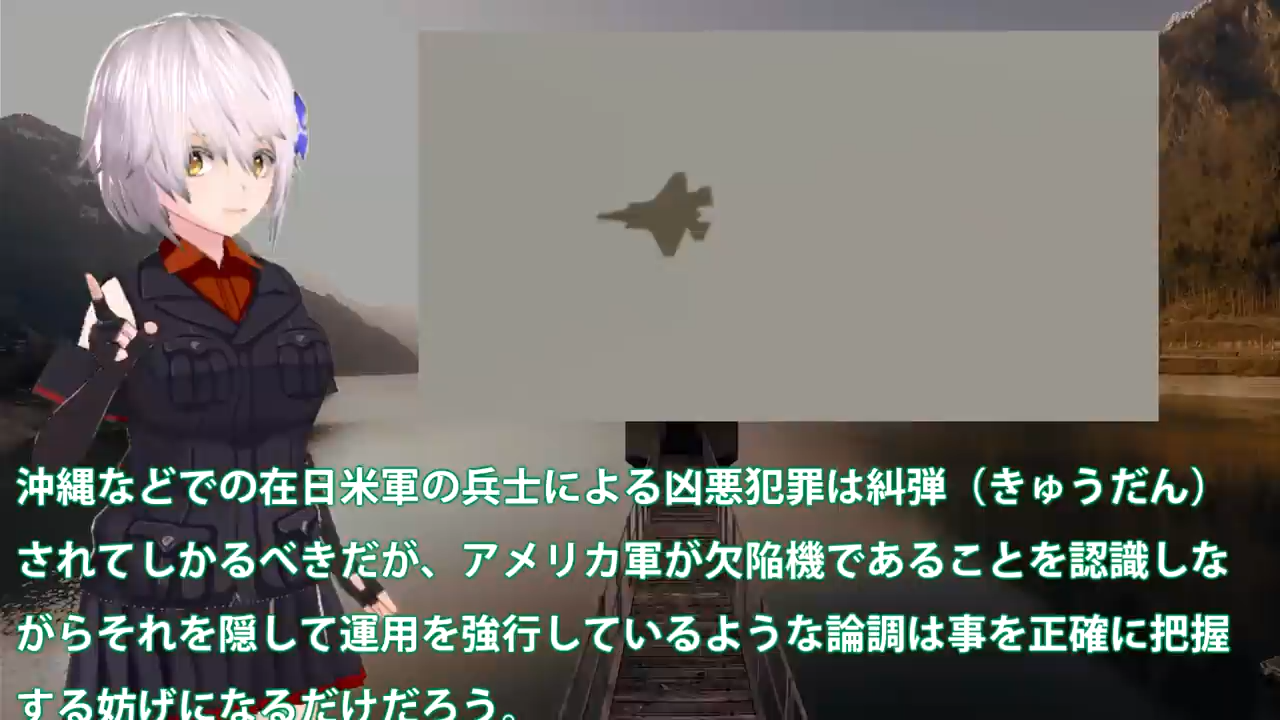 沖縄などでの在日米軍の兵士による凶悪犯罪は糾弾（きゅうだん）
されてしかるべきだが、アメリカ軍が欠陥機であることを認識しな
がらそれを隠して運用を強行しているような論調は事を正確に把握
する妨げになるだけだろう。